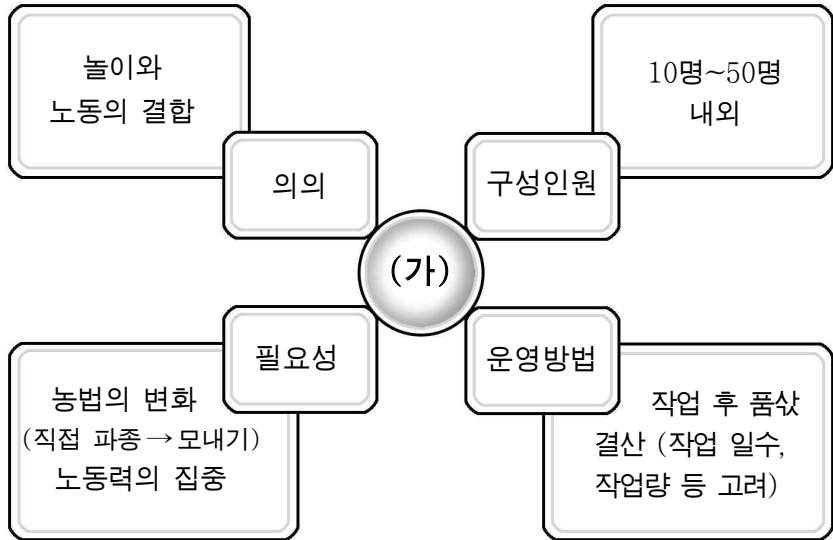 놀이와
노동의 결합
의의
10명~50명
내외
구성인원
(가)
필요성
농법의 변화
(직접 파종→모내기)
노동력의 집중
운영방법
작업 후 품삯
결산 (작업 일수,
작업량 등 고려)